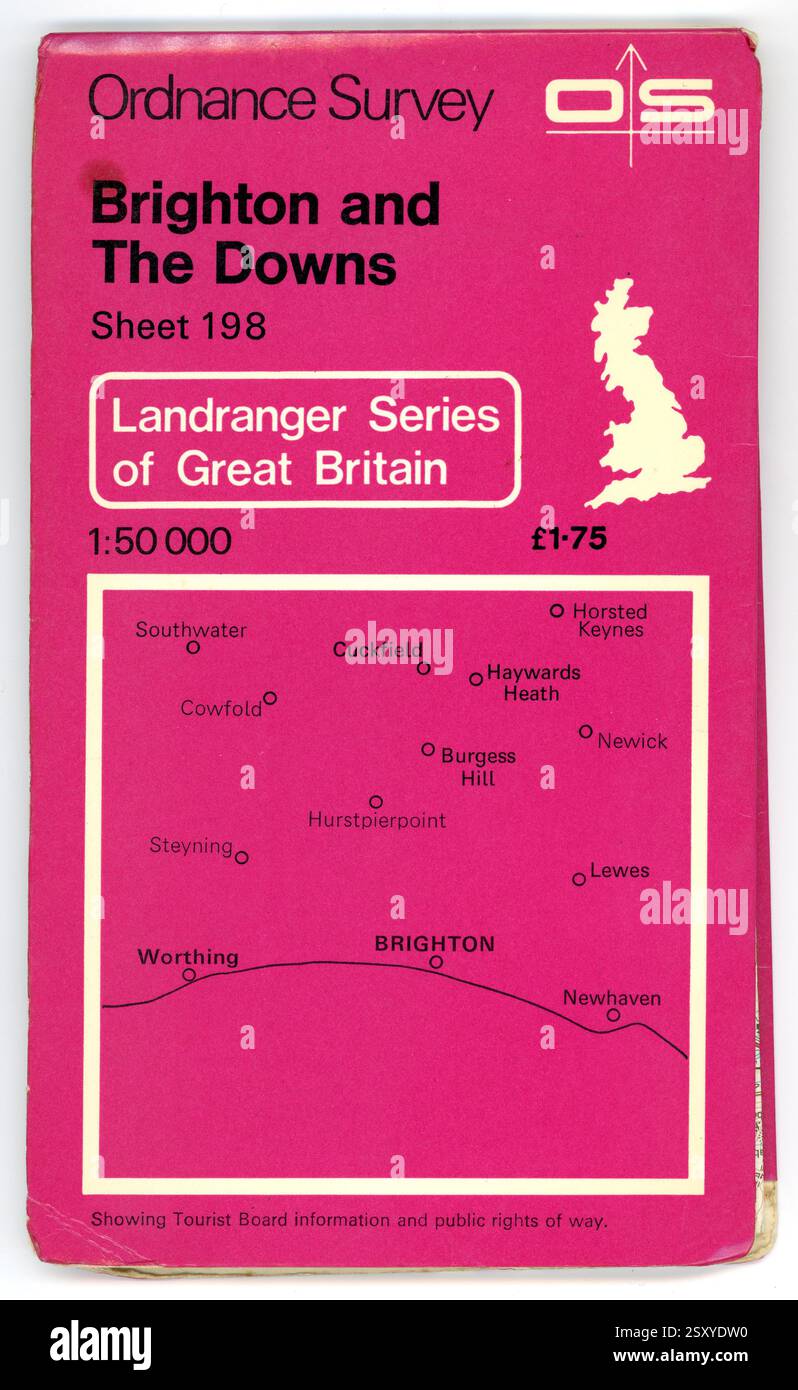 Ordnance Survey
OS
Brighton and
The Downs
Sheet 198
Landranger Series
of Great Britain
1:50 000
£1·75
Horsted
Keynes
Southwater
Cuckfield
Haywards
Heath
Cowfold
Newick
Burgess
Hill
Hurstpierpoint
Steyning
Lewes
Worthing
BRIGHTON
Newhaven
Showing Tourist Board information and public rights of way.
alamy
Image ID: 2SXYDW0
www.alamy.com